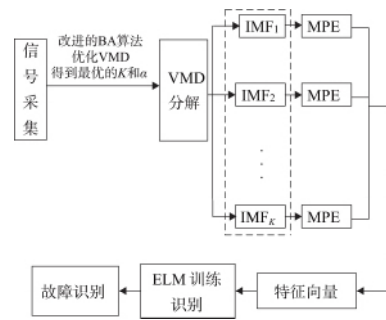 信
号
采
集
改进的BA算法
优化VMD
得到最优的K和α
VMD
分解
IMF₁
MPE
IMF₂
MPE
·
·
·
IMF_K
MPE
特征向量
ELM 训练
识别
故障识别